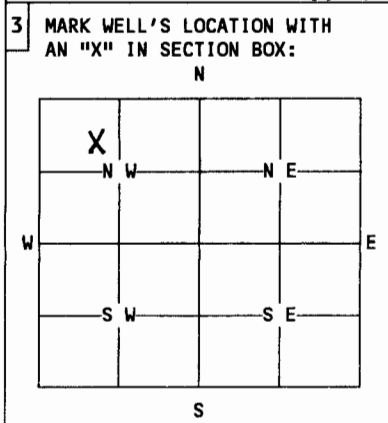 3 MARK WELL'S LOCATION WITH
AN "X" IN SECTION BOX:
N
X
N W N E
W E
S W S E
S